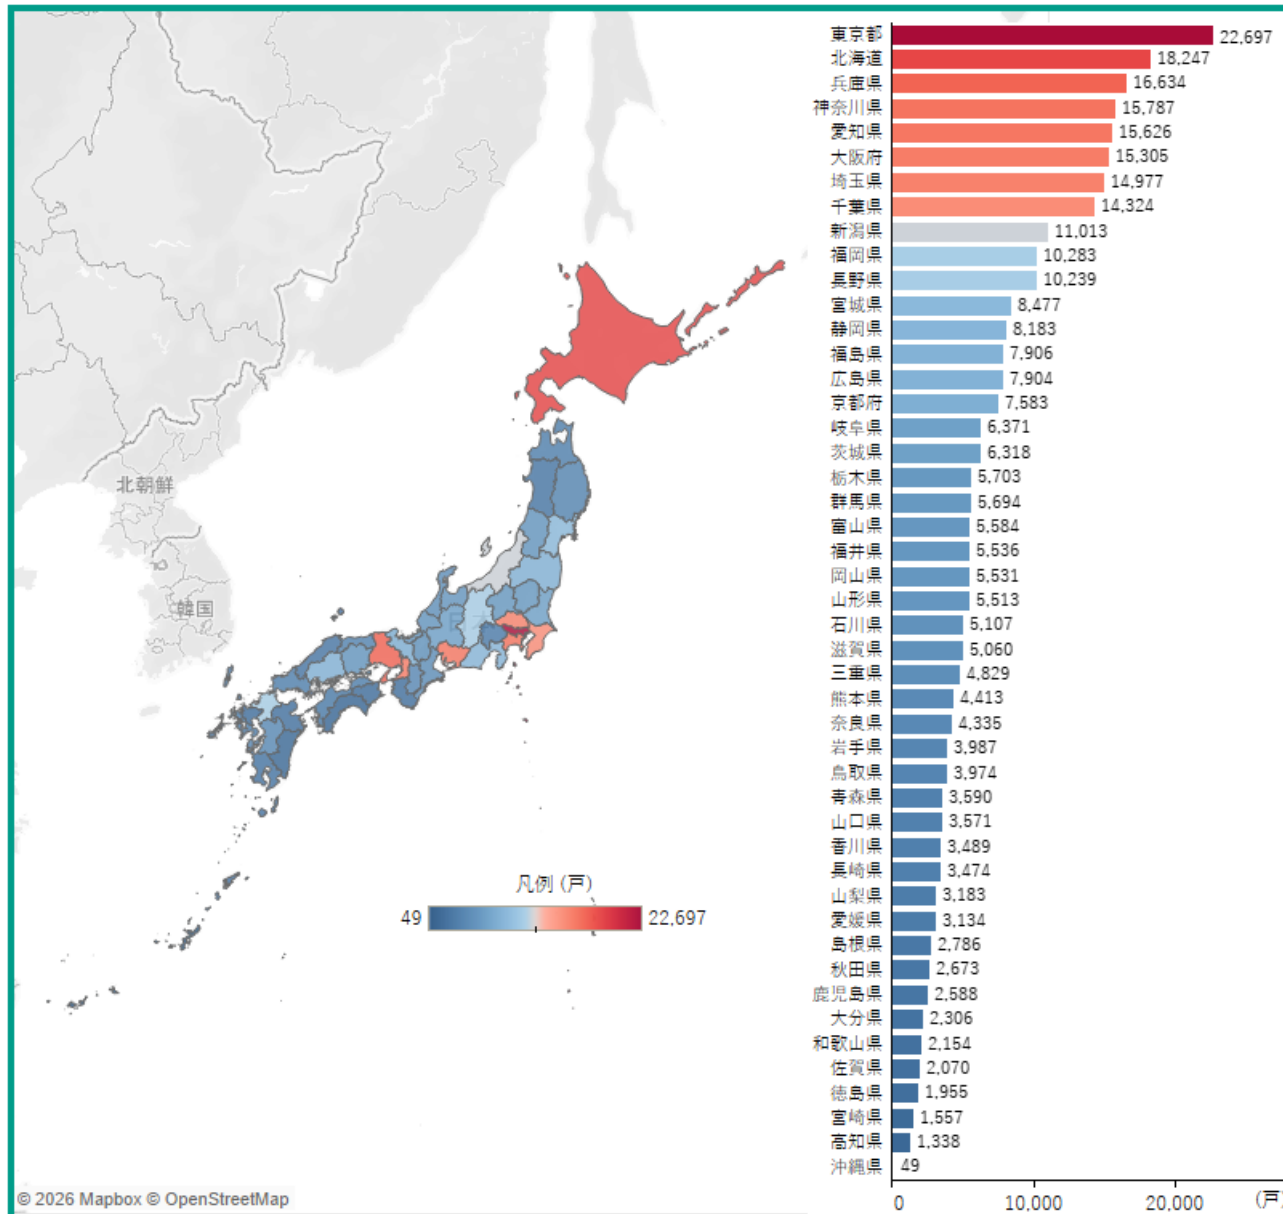 北朝鮮
韓国
日本
凡例 (戸)
49 22,697
© 2026 Mapbox © OpenStreetMap
東京都 22,697
北海道 18,247
兵庫県 16,634
神奈川県 15,787
愛知県 15,626
大阪府 15,305
埼玉県 14,977
千葉県 14,324
新潟県 11,013
福岡県 10,283
長野県 10,239
宮城県 8,477
静岡県 8,183
福島県 7,906
広島県 7,904
京都府 7,583
岐阜県 6,371
茨城県 6,318
栃木県 5,703
群馬県 5,694
富山県 5,584
福井県 5,536
岡山県 5,531
山形県 5,513
石川県 5,107
滋賀県 5,060
三重県 4,829
熊本県 4,413
奈良県 4,335
岩手県 3,987
鳥取県 3,974
青森県 3,590
山口県 3,571
香川県 3,489
長崎県 3,474
山梨県 3,183
愛媛県 3,134
島根県 2,786
秋田県 2,673
鹿児島県 2,588
大分県 2,306
和歌山県 2,154
佐賀県 2,070
徳島県 1,955
宮崎県 1,557
高知県 1,338
沖縄県 49
0 10,000 20,000 (戸)